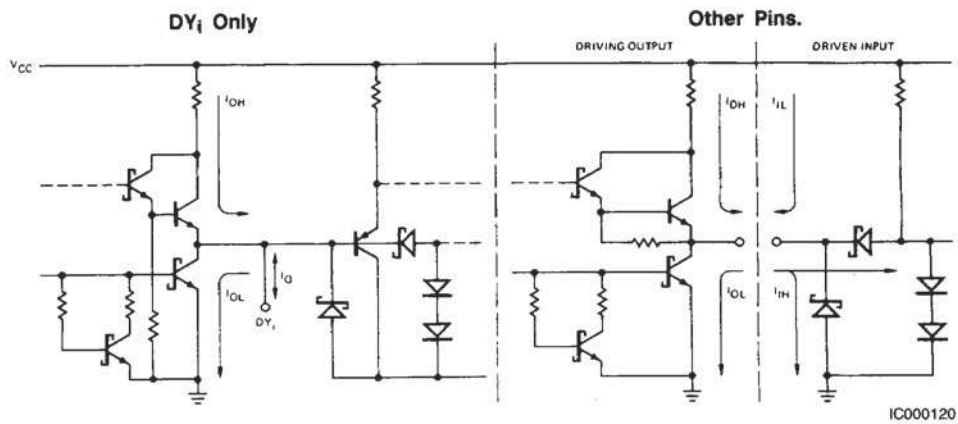 DYi Only
Other Pins.
DRIVING OUTPUT
DRIVEN INPUT
VCC
IOH
IOH
IIL
IOL
IO
DYi
IOL
IIH
IC000120